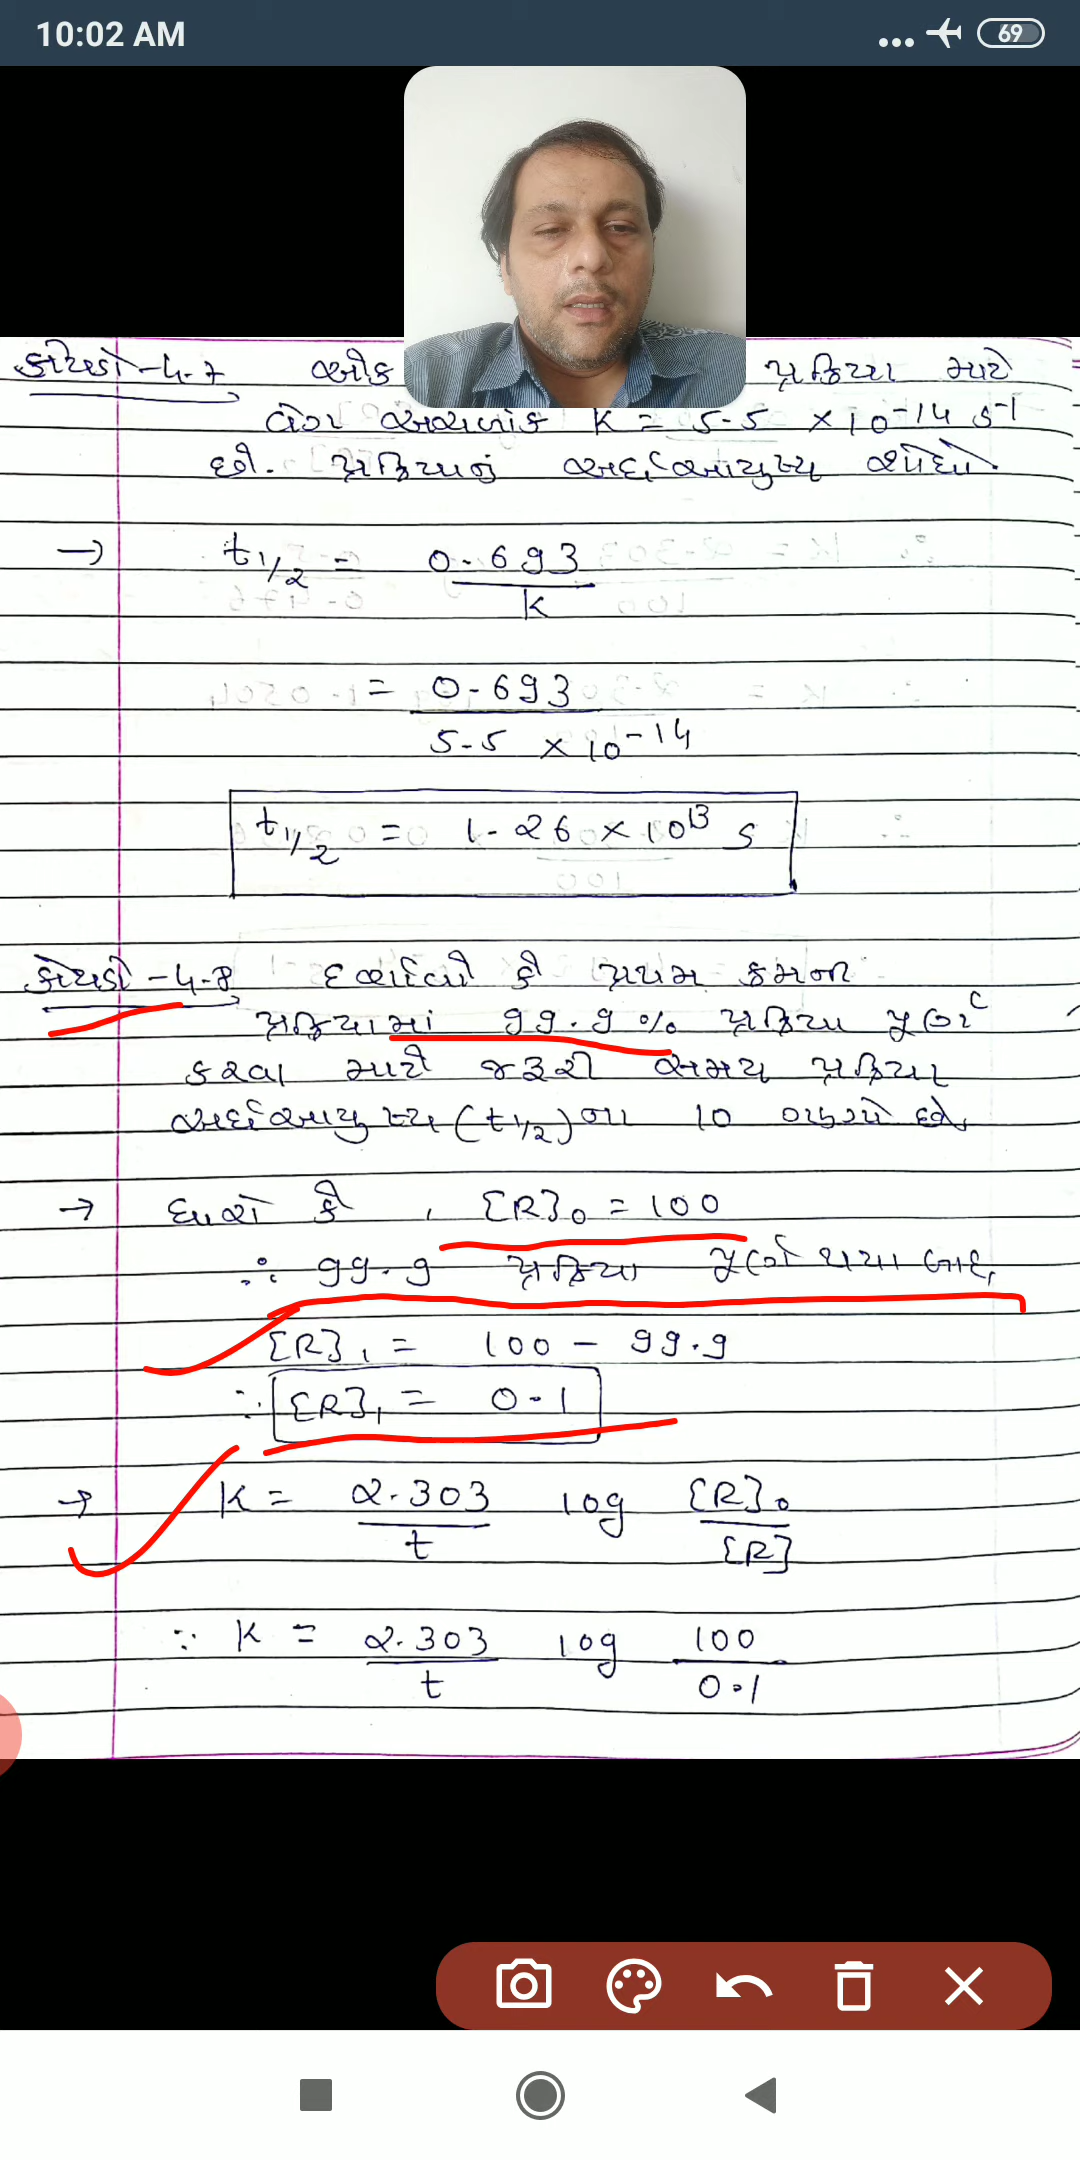 10:02 AM
69
કોયડો-4.7 એક પ્રક્રિયા માટે
વેગ અચળાંક K = 5.5 × 10⁻¹⁴ s⁻¹
છે. પ્રક્રિયાનું અર્ધઆયુષ્ય શોધો.
→ t₁/₂ = 0.693
K
= 0.693
5.5 × 10⁻¹⁴
t₁/₂ = 1.26 × 10¹³ s
કોયડો-4.8 દર્શાવો કે પ્રથમ ક્રમની
પ્રક્રિયામાં 99.9% પ્રક્રિયા પૂર્ણ
કરવા માટે જરૂરી સમય પ્રક્રિયા
અર્ધઆયુષ્ય (t₁/₂) ના 10 ગણો છે.
→ ધારો કે, [R]₀ = 100
∴ 99.9 પ્રક્રિયા પૂર્ણ થયા બાદ,
[R]₁ = 100 - 99.9
∴ [R]₁ = 0.1
→ K = 2.303 log [R]₀
t [R]
∴ K = 2.303 log 100
t 0.1